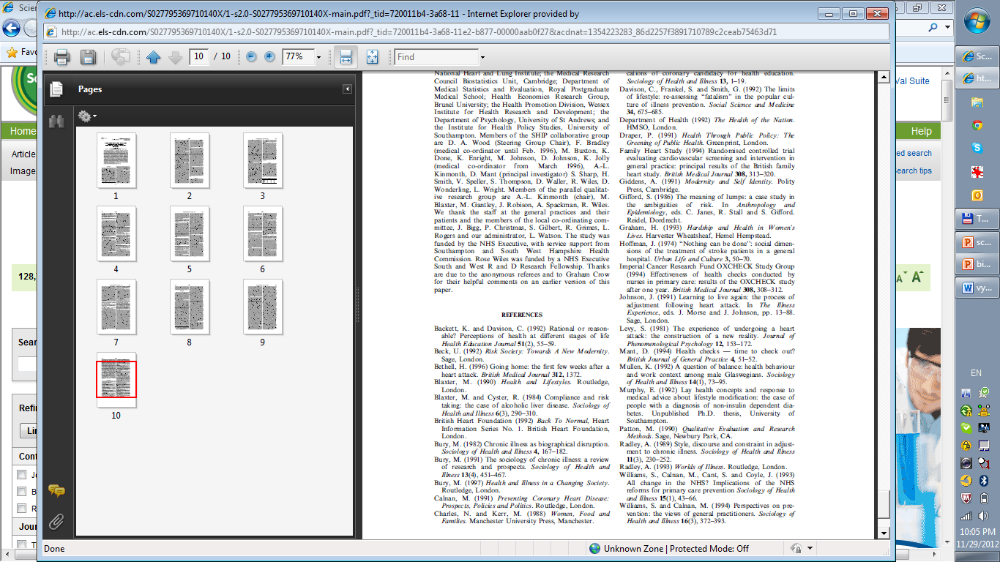 http://ac.els-cdn.com/S027795369710140X/1-s2.0-S027795369710140X-main.pdf?_tid=720011b4-3a68-11 - Internet Explorer provided by
http://ac.els-cdn.com/S027795369710140X/1-s2.0-S027795369710140X-main.pdf?_tid=720011b4-3a68-11e2-b877-00000aab0f27&acdnat=1354223283_86d2257f3891710789c2ceab75463d71
10 / 10
77%
Find
Pages
1
2
3
4
5
6
7
8
9
10
National Heart and Lung Institute; the Medical Research
Council Biostatistics Unit, Cambridge; Department of
Medical Statistics and Evaluation, Royal Postgraduate
Medical School; Health Economics Research Group,
Brunel University; the Health Promotion Division, Wessex
Institute for Health Research and Development; the
Department of Psychology, University of St Andrews; and
the Institute for Health Policy Studies, University of
Southampton. Members of the SHIP collaborative group
are D. A. Wood (Steering Group Chair), F. Bradley
(medical co-ordinator until Feb. 1996), M. Buxton, K.
Done, K. Enright, M. Johnson, D. Johnson, K. Jolly
(medical co-ordinator from March 1996), A.-L.
Kinmonth, D. Mant (principal investigator) S. Sharp, H.
Smith, V. Speller, S. Thompson, D. Waller, R. Wiles, D.
Wonderling, L. Wright. Members of the parallel qualitat-
ive research group are A.-L. Kinmonth (chair), M.
Blaxter, M. Gantley, J. Robison, A. Spackman, R. Wiles.
We thank the staff at the general practices and their
patients and the members of the local co-ordinating com-
mittee, J. Bigg, P. Christmas, S. Gilbert, R. Grimes, L.
Rogers and our administrator, L. Watson. The study was
funded by the NHS Executive, with service support from
Southampton and South West Hampshire Health
Commission. Rose Wiles was funded by a NHS Executive
South and West R and D Research Fellowship. Thanks
are due to the anonymous referees and to Graham Crow
for their helpful comments on an earlier version of this
paper.
REFERENCES
Backett, K. and Davison, C. (1992) Rational or reason-
able? Perceptions of health at different stages of life
Health Education Journal 51(2), 55–59.
Beck, U. (1992) Risk Society: Towards A New Modernity.
Sage, London.
Bethell, H. (1996) Going home: the first few weeks after a
heart attack. British Medical Journal 312, 1372.
Blaxter, M. (1990) Health and Lifestyles. Routledge,
London.
Blaxter, M. and Cyster, R. (1984) Compliance and risk
taking: the case of alcoholic liver disease. Sociology of
Health and Illness 6(3), 290–310.
British Heart Foundation (1992) Back To Normal, Heart
Information Series No. 1. British Heart Foundation,
London.
Bury, M. (1982) Chronic illness as biographical disruption.
Sociology of Health and Illness 4, 167–182.
Bury, M. (1991) The sociology of chronic illness: a review
of research and prospects. Sociology of Health and
Illness 13(4), 451–467.
Bury, M. (1997) Health and Illness in a Changing Society.
Routledge, London.
Calnan, M. (1991) Preventing Coronary Heart Disease:
Prospects, Policies and Politics. Routledge, London.
Charles, N. and Kerr, M. (1988) Women, Food and
Families. Manchester University Press, Manchester.
cations of coronary candidacy for health education.
Sociology of Health and Illness 13, 1–19.
Davison, C., Frankel, S. and Smith, G. (1992) The limits
of lifestyle: re-assessing “fatalism” in the popular cul-
ture of illness prevention. Social Science and Medicine
34, 675–685.
Department of Health (1992) The Health of the Nation.
HMSO, London.
Draper, P. (1991) Health Through Public Policy: The
Greening of Public Health. Greenprint, London.
Family Heart Study (1994) Randomised controlled trial
evaluating cardiovascular screening and intervention in
general practice: principal results of the British family
heart study. British Medical Journal 308, 313–320.
Giddens, A. (1991) Modernity and Self Identity. Polity
Press, Cambridge.
Gifford, S. (1986) The meaning of lumps: a case study in
the ambiguities of risk. In Anthropology and
Epidemiology, eds. C. Janes, R. Stall and S. Gifford.
Reidel, Dordrecht.
Graham, H. (1993) Hardship and Health in Women's
Lives. Harvester Wheatsheaf, Hemel Hempstead.
Hoffman, J. (1974) “Nothing can be done”: social dimen-
sions of the treatment of stroke patients in a general
hospital. Urban Life and Culture 3, 50–70.
Imperial Cancer Research Fund OXCHECK Study Group
(1994) Effectiveness of health checks conducted by
nurses in primary care: results of the OXCHECK study
after one year. British Medical Journal 308, 308–312.
Johnson, J. (1991) Learning to live again: the process of
adjustment following heart attack. In The Illness
Experience, eds. J. Morse and J. Johnson, pp. 13–88.
Sage, London.
Levy, S. (1981) The experience of undergoing a heart
attack: the construction of a new reality. Journal of
Phenomenological Psychology 12, 153–172.
Mant, D. (1994) Health checks — time to check out?
British Journal of General Practice 4, 51–52.
Mullen, K. (1992) A question of balance: health behaviour
and work context among male Glaswegians. Sociology
of Health and Illness 14(1), 73–95.
Murphy, E. (1992) Lay health concepts and response to
medical advice about lifestyle modification: the case of
people with a diagnosis of non-insulin dependent dia-
betes. Unpublished Ph.D. thesis, University of
Southampton.
Patton, M. (1990) Qualitative Evaluation and Research
Methods. Sage, Newbury Park, CA.
Radley, A. (1989) Style, discourse and constraint in adjust-
ment to chronic illness. Sociology of Health and Illness
11(3), 230–252.
Radley, A. (1993) Worlds of Illness. Routledge, London.
Williams, S., Calnan, M., Cant, S. and Coyle, J. (1993)
All change in the NHS? Implications of the NHS
reforms for primary care prevention Sociology of Health
and Illness 15(1), 43–66.
Williams, S. and Calnan, M. (1994) Perspectives on pre-
vention: the views of general practitioners. Sociology of
Health and Illness 16(3), 372–393.
Done
Unknown Zone | Protected Mode: Off
Scien
Favo
Home
Article
Image
128,
Sear
Refin
Lin
Cont
Jo
B
R
Jour
T
Val Suite
Help
ed search
Search tips
A A
Sc...
ht...
T...
sc...
bi...
vy...
EN
10:05 PM
11/29/2012